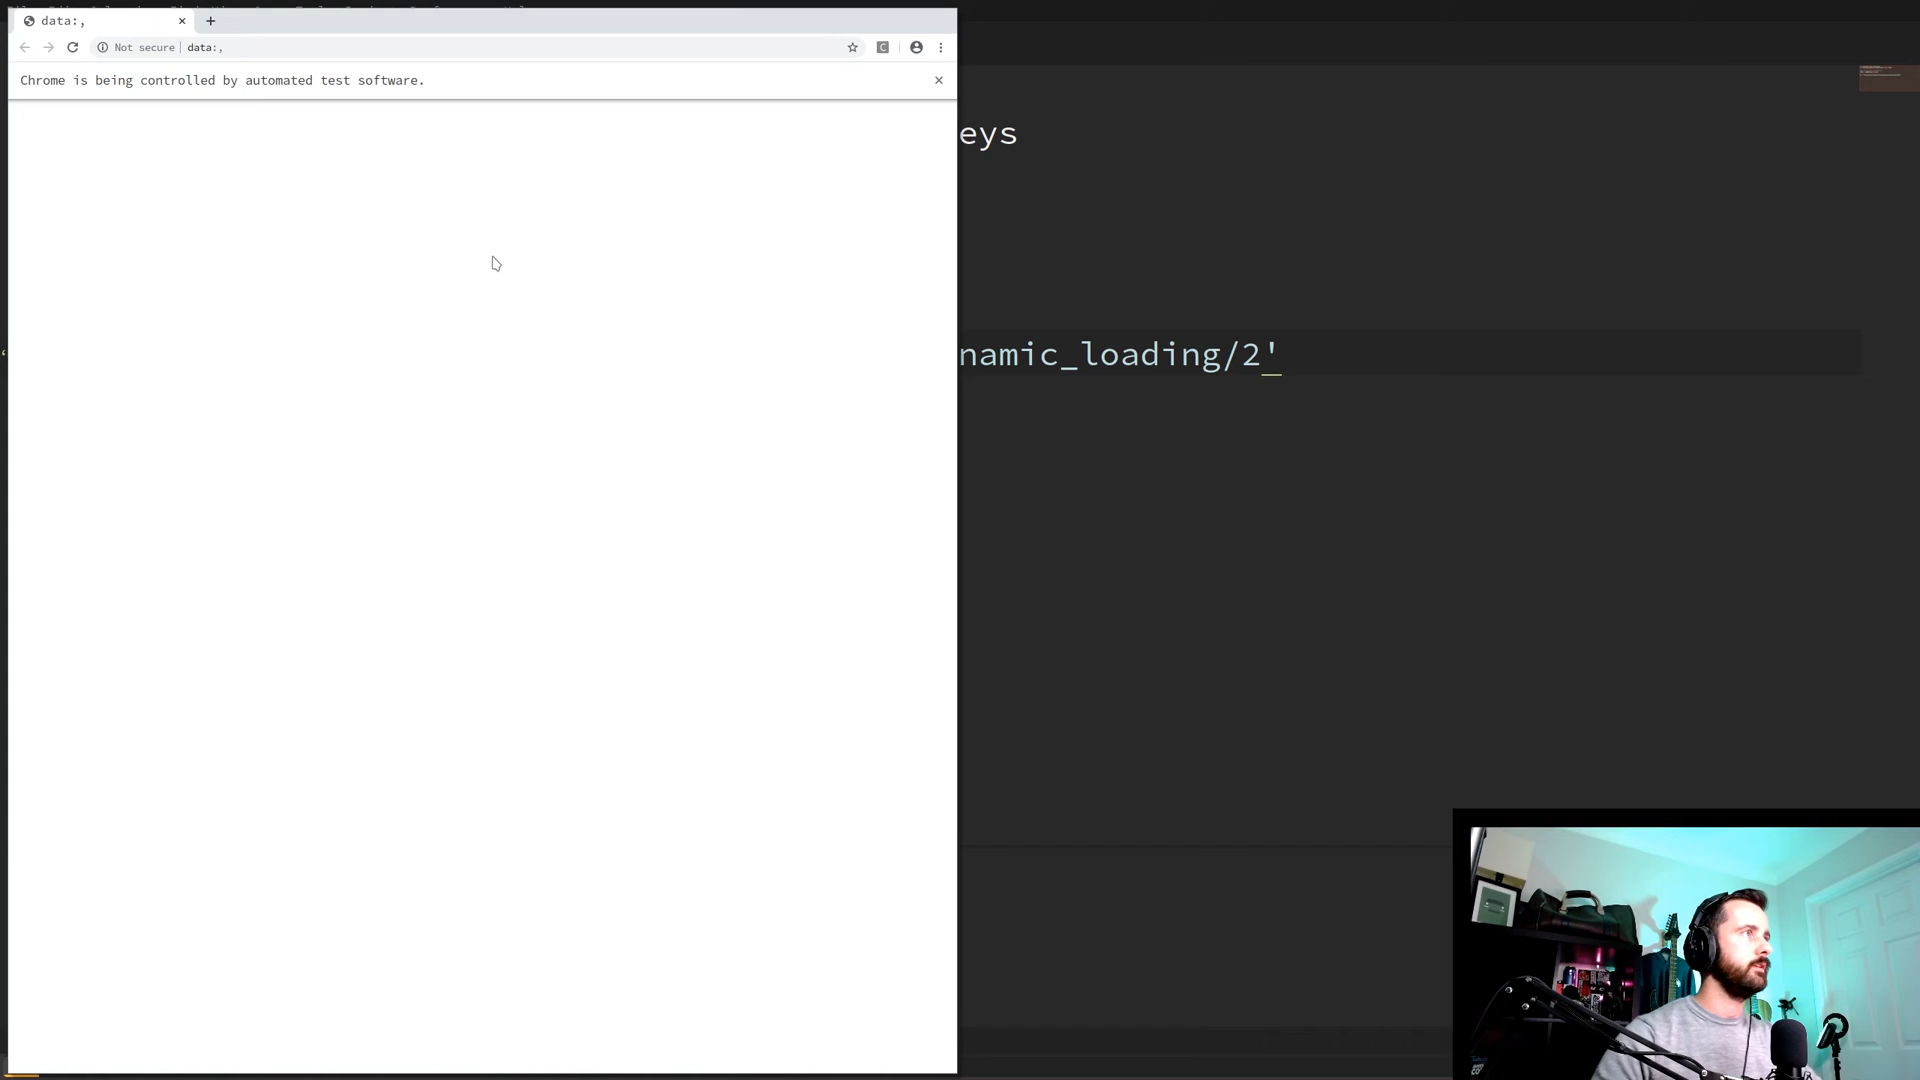 data:,
Not secure data:,
Chrome is being controlled by automated test software.
eys
namic_loading/2'